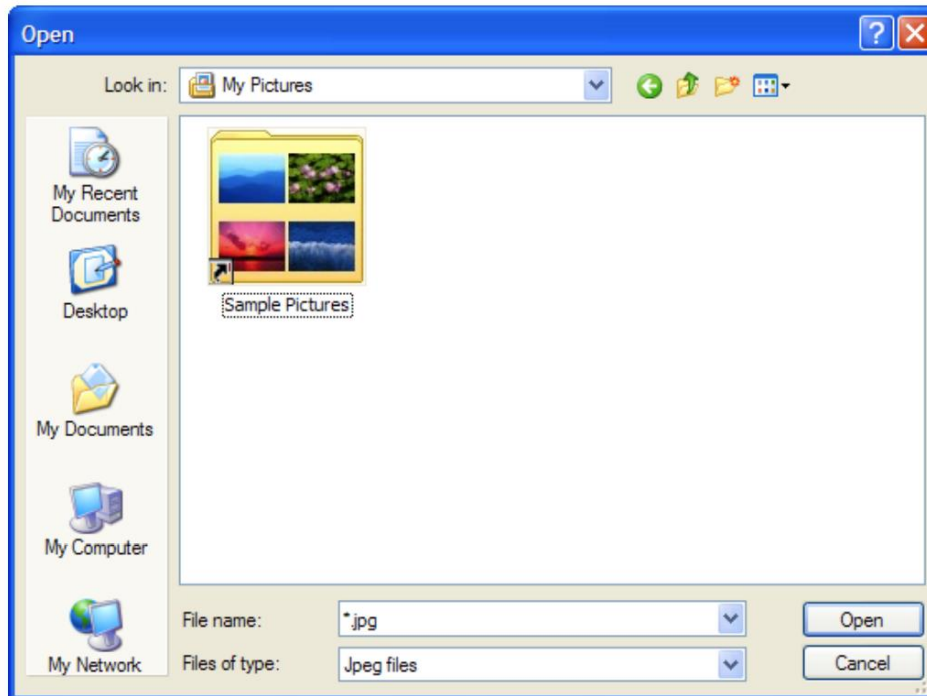 Open
Look in:
My Pictures
My Recent
Documents
Desktop
My Documents
My Computer
My Network
Sample Pictures
File name:
*.jpg
Open
Files of type:
Jpeg files
Cancel